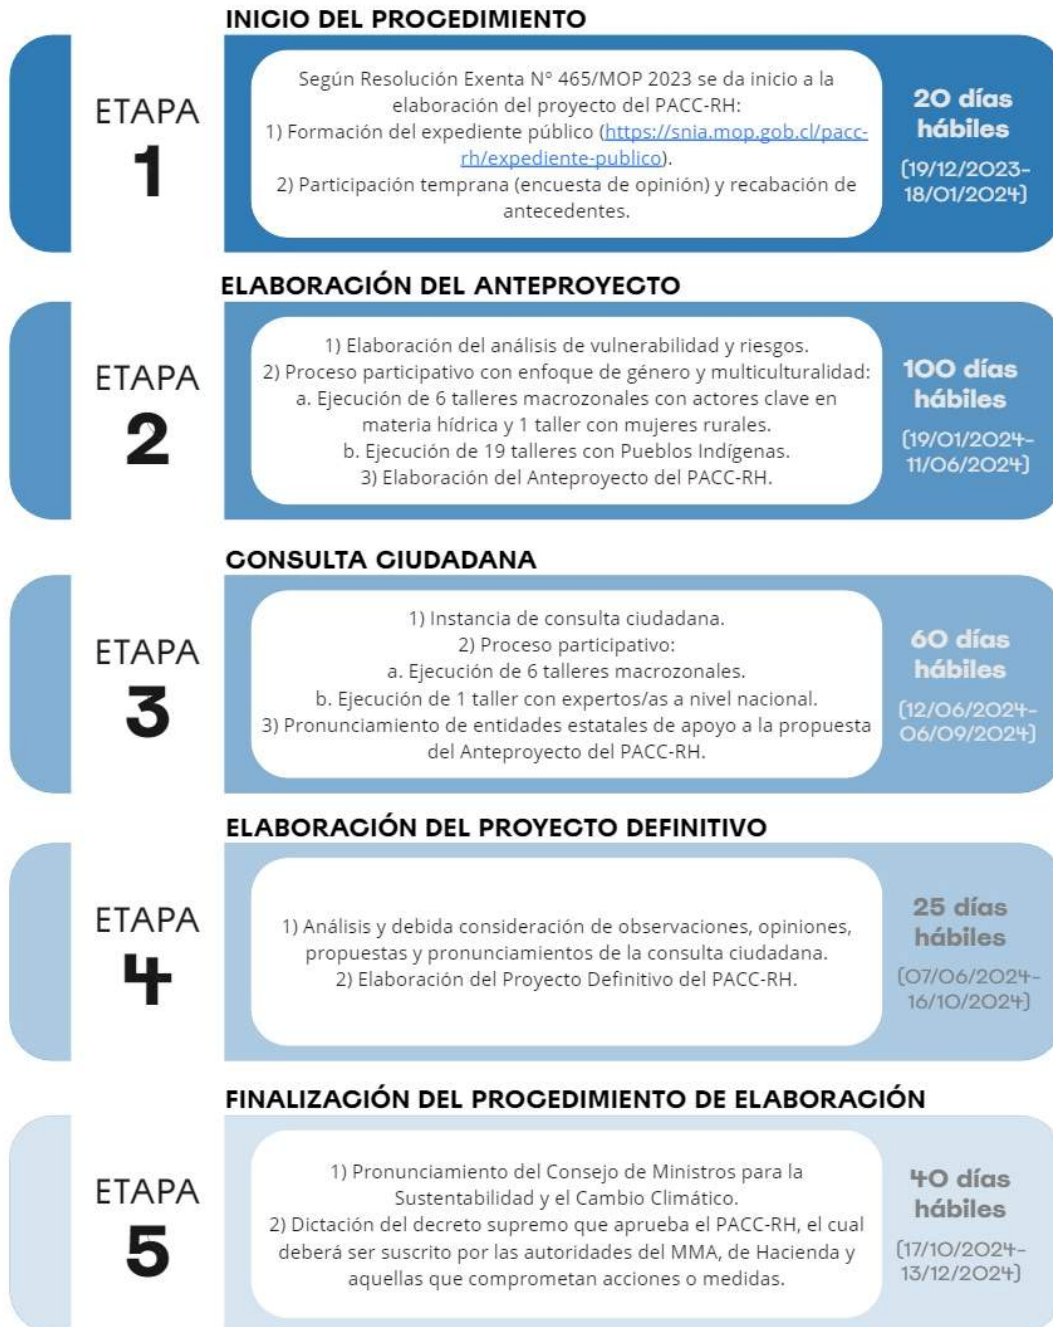 INICIO DEL PROCEDIMIENTO
ETAPA
1
Según Resolución Exenta N° 465/MOP 2023 se da inicio a la
elaboración del proyecto del PACC-RH:
1) Formación del expediente público (https://snia.mop.gob.cl/pacc-
rh/expediente-publico).
2) Participación temprana (encuesta de opinión) y recabación de
antecedentes.
20 días
hábiles
(19/12/2023-
18/01/2024)
ELABORACIÓN DEL ANTEPROYECTO
ETAPA
2
1) Elaboración del análisis de vulnerabilidad y riesgos.
2) Proceso participativo con enfoque de género y multiculturalidad:
a. Ejecución de 6 talleres macrozonales con actores clave en
materia hídrica y 1 taller con mujeres rurales.
b. Ejecución de 19 talleres con Pueblos Indígenas.
3) Elaboración del Anteproyecto del PACC-RH.
100 días
hábiles
(19/01/2024-
11/06/2024)
CONSULTA CIUDADANA
ETAPA
3
1) Instancia de consulta ciudadana.
2) Proceso participativo:
a. Ejecución de 6 talleres macrozonales.
b. Ejecución de 1 taller con expertos/as a nivel nacional.
3) Pronunciamiento de entidades estatales de apoyo a la propuesta
del Anteproyecto del PACC-RH.
60 días
hábiles
(12/06/2024-
06/09/2024)
ELABORACIÓN DEL PROYECTO DEFINITIVO
ETAPA
4
1) Análisis y debida consideración de observaciones, opiniones,
propuestas y pronunciamientos de la consulta ciudadana.
2) Elaboración del Proyecto Definitivo del PACC-RH.
25 días
hábiles
(07/06/2024-
16/10/2024)
FINALIZACIÓN DEL PROCEDIMIENTO DE ELABORACIÓN
ETAPA
5
1) Pronunciamiento del Consejo de Ministros para la
Sustentabilidad y el Cambio Climático.
2) Dictación del decreto supremo que aprueba el PACC-RH, el cual
deberá ser suscrito por las autoridades del MMA, de Hacienda y
aquellas que comprometan acciones o medidas.
40 días
hábiles
(17/10/2024-
13/12/2024)